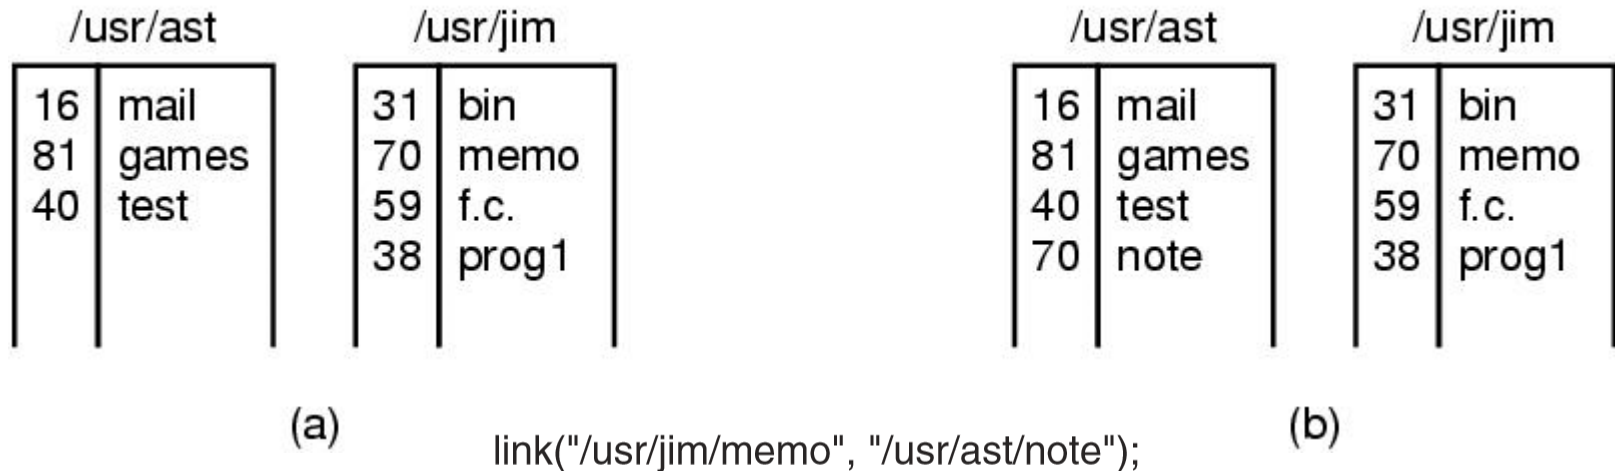 /usr/ast
16 mail
81 games
40 test
/usr/jim
31 bin
70 memo
59 f.c.
38 prog1
(a)
/usr/ast
16 mail
81 games
40 test
70 note
/usr/jim
31 bin
70 memo
59 f.c.
38 prog1
(b)
link("/usr/jim/memo", "/usr/ast/note");